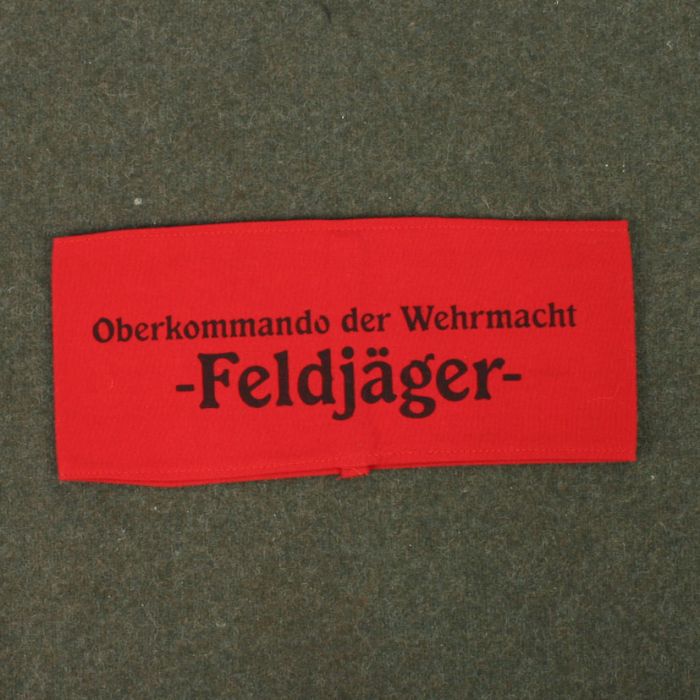 Oberkommando der Wehrmacht
-Feldjäger-